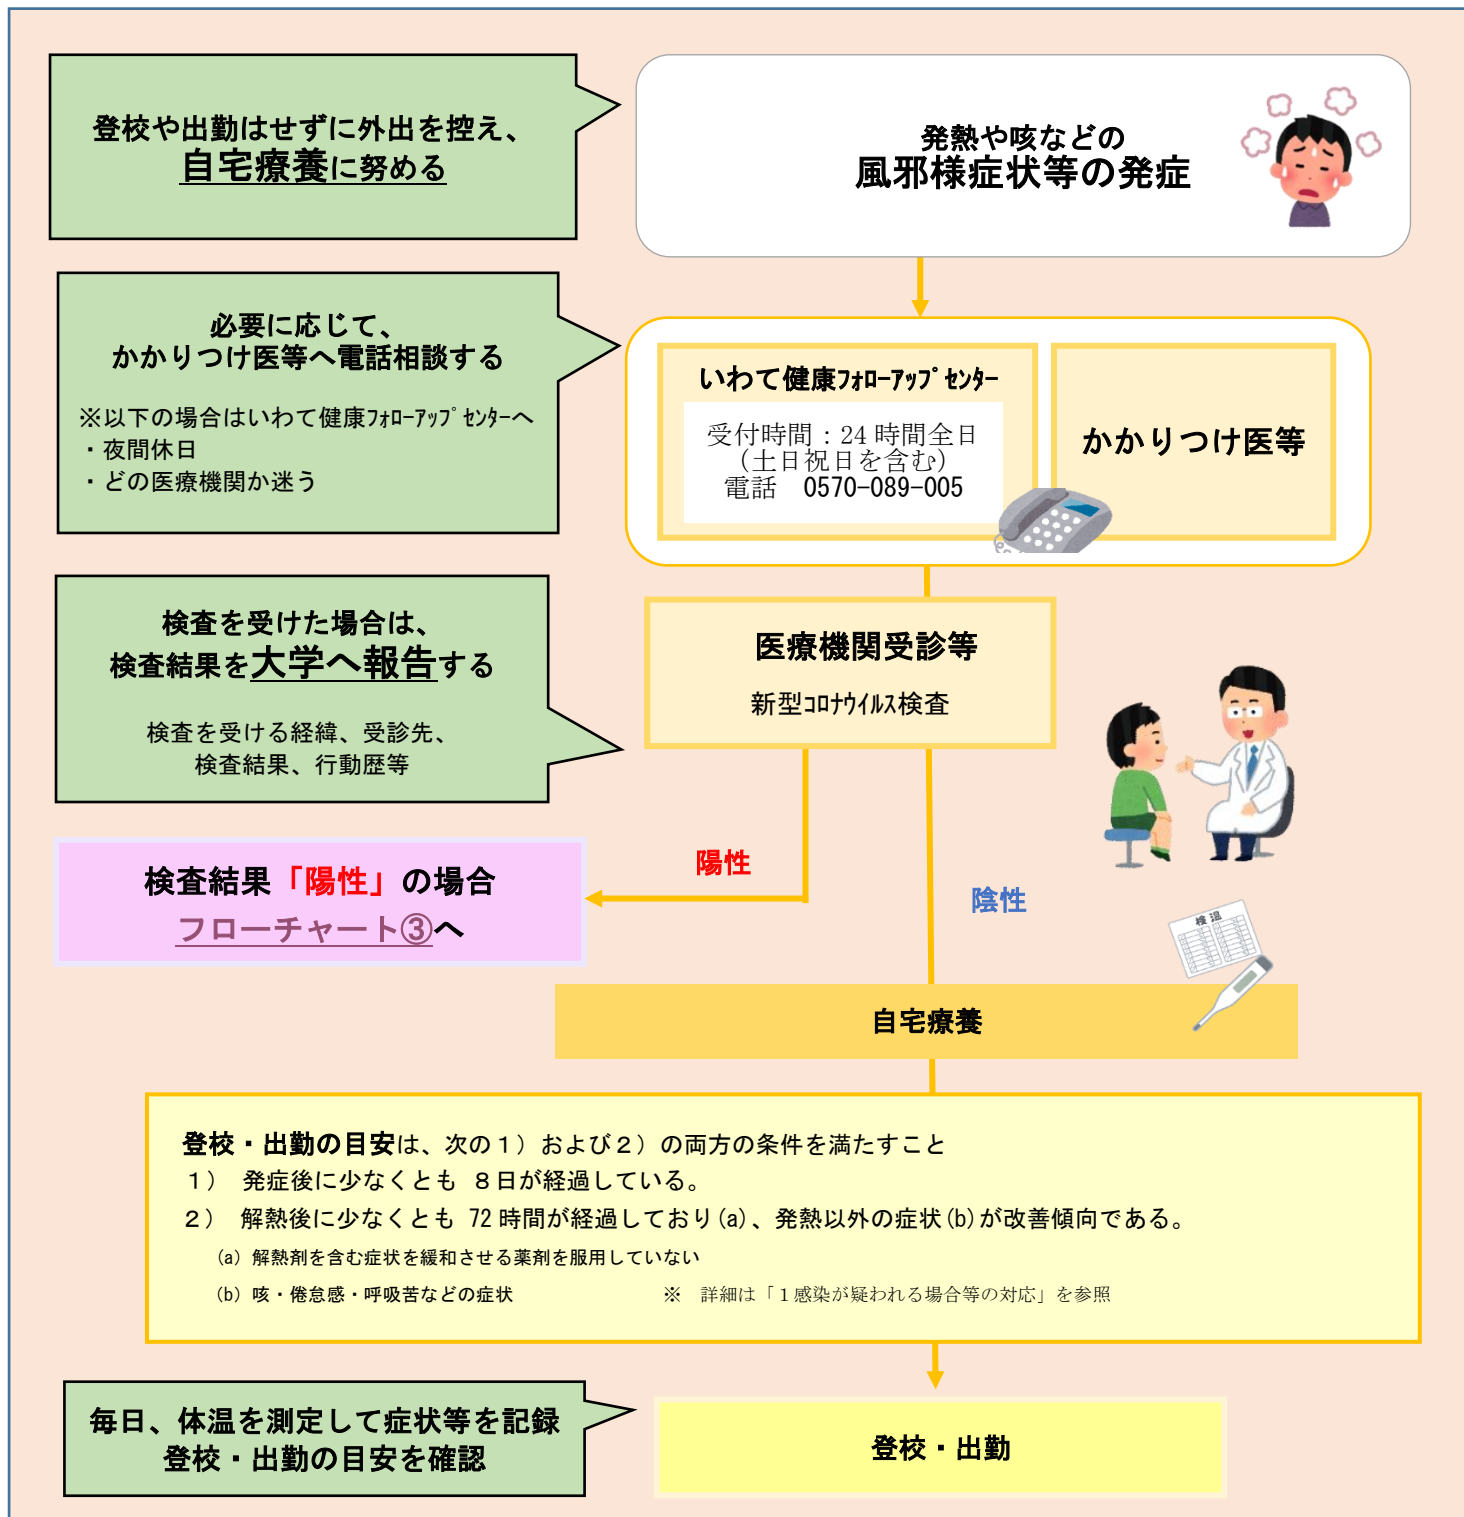 登校や出勤はせずに外出を控え、
自宅療養に努める
発熱や咳などの
風邪様症状等の発症
必要に応じて、
かかりつけ医等へ電話相談する
※以下の場合はいわて健康ﾌｫﾛｰｱｯﾌﾟｾﾝﾀｰへ
・夜間休日
・どの医療機関か迷う
いわて健康ﾌｫﾛｰｱｯﾌﾟｾﾝﾀｰ
受付時間：24時間全日
（土日祝日を含む）
電話　0570-089-005
かかりつけ医等
検査を受けた場合は、
検査結果を大学へ報告する
検査を受ける経緯、受診先、
検査結果、行動歴等
医療機関受診等
新型ｺﾛﾅｳｲﾙｽ検査
陽性
検査結果「陽性」の場合
フローチャート③へ
陰性
検温
自宅療養
登校・出勤の目安は、次の１）および２）の両方の条件を満たすこと
１）　発症後に少なくとも ８日が経過している。
２）　解熱後に少なくとも 72時間が経過しており(a)、発熱以外の症状(b)が改善傾向である。
(a) 解熱剤を含む症状を緩和させる薬剤を服用していない
(b) 咳・倦怠感・呼吸苦などの症状　　※　詳細は「１感染が疑われる場合等の対応」を参照
毎日、体温を測定して症状等を記録
登校・出勤の目安を確認
登校・出勤